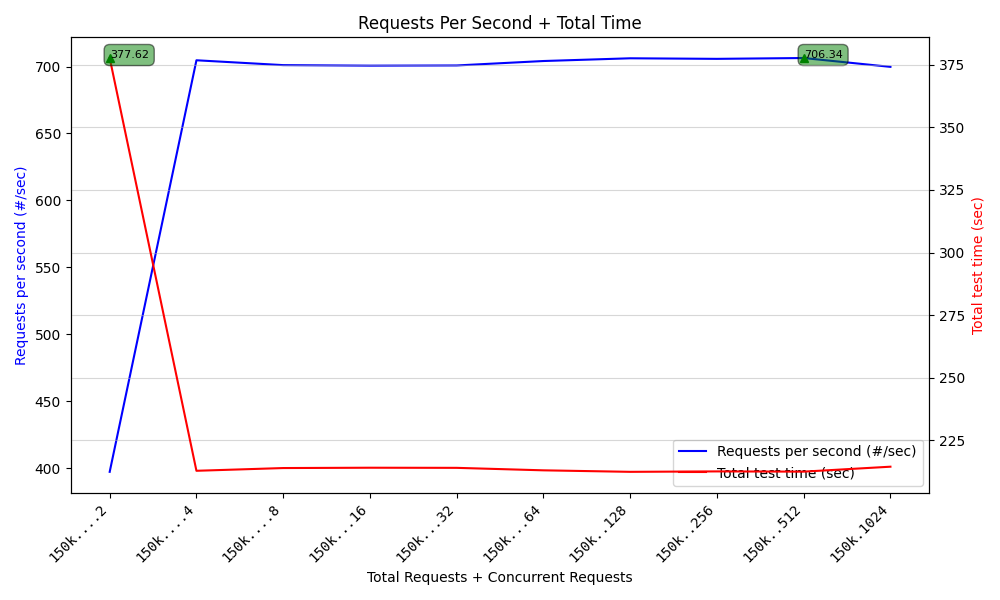 Requests Per Second + Total Time
377.62
706.34
700
650
600
550
500
450
400
Requests per second (#/sec)
375
350
325
300
275
250
225
Total test time (sec)
Requests per second (#/sec)
Total test time (sec)
150k....2
150k....4
150k....8
150k...16
150k...32
150k...64
150k..128
150k..256
150k..512
150k.1024
Total Requests + Concurrent Requests